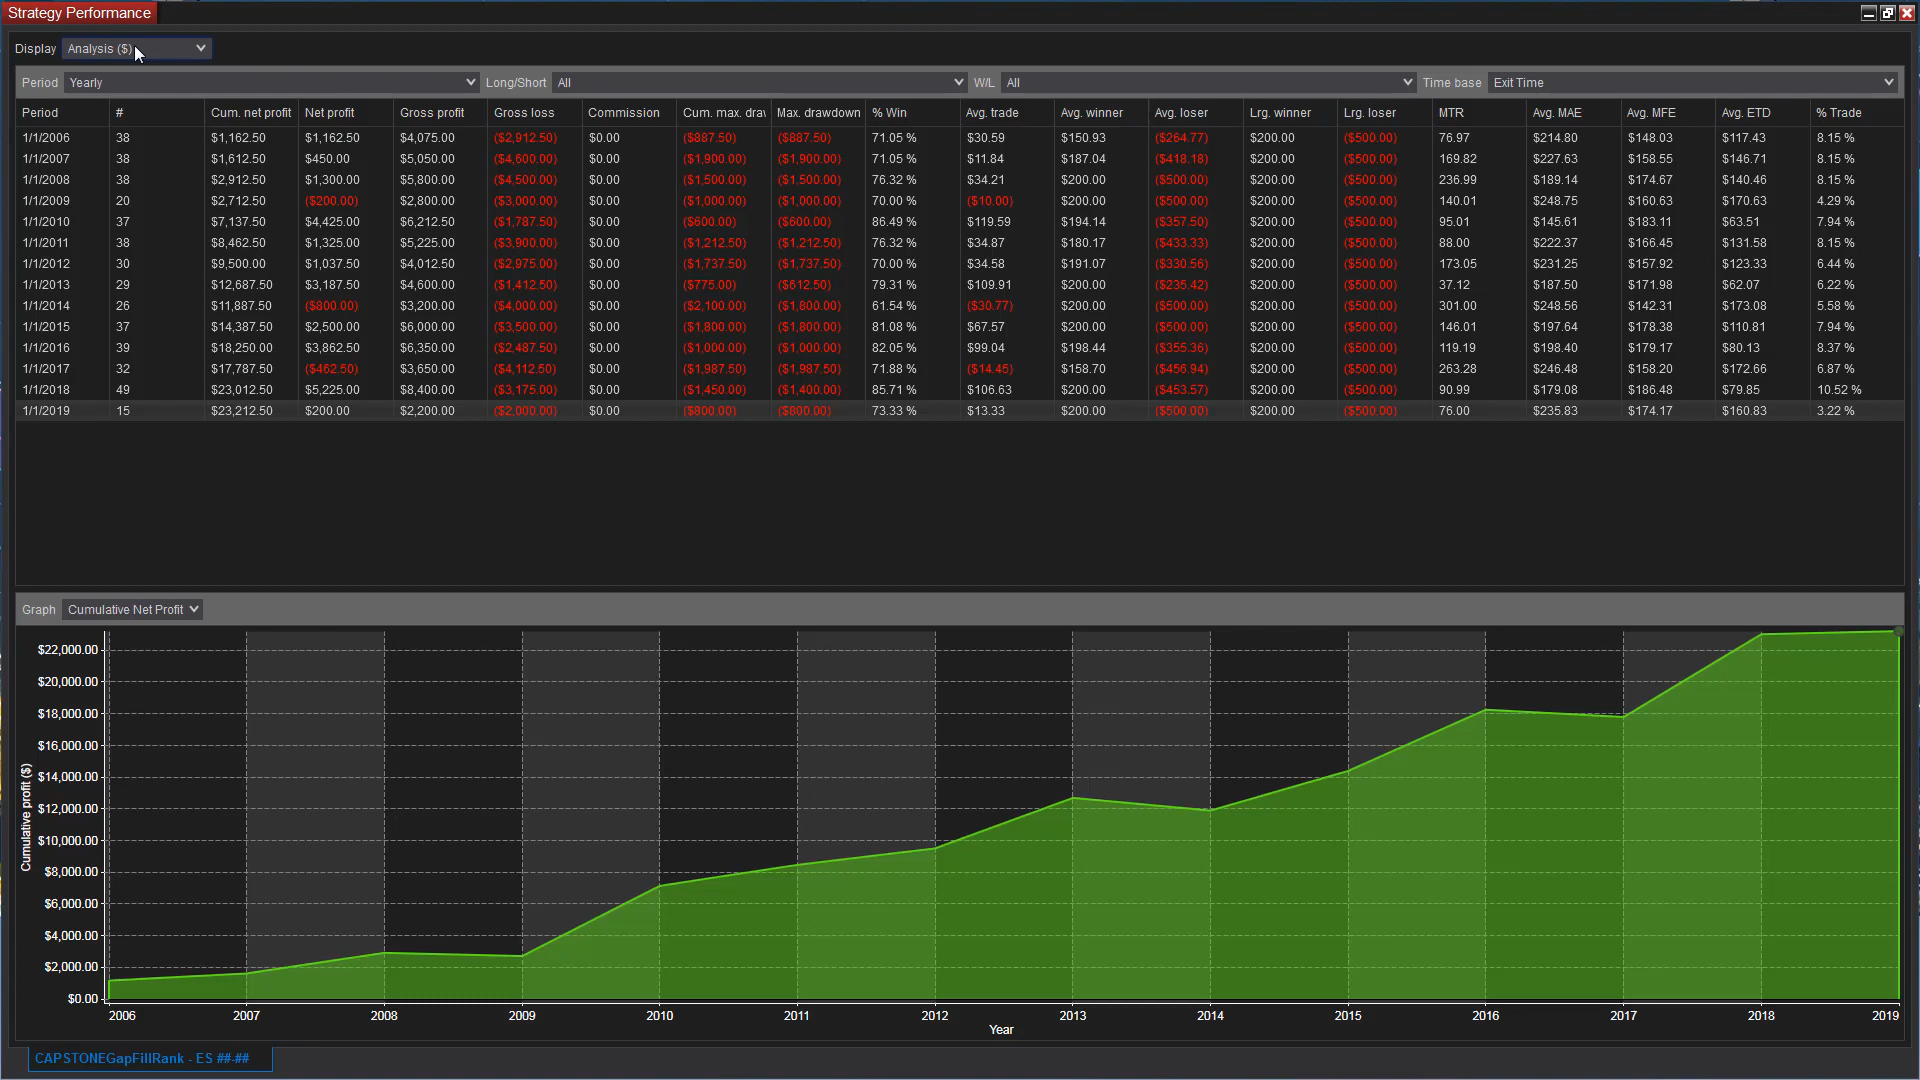 Strategy Performance
Display Analysis ($)
Period Yearly Long/Short All W/L All Time base Exit Time
Period # Cum. net profit Net profit Gross profit Gross loss Commission Cum. max. drav Max. drawdown % Win Avg. trade Avg. winner Avg. loser Lrg. winner Lrg. loser MTR Avg. MAE Avg. MFE Avg. ETD % Trade
1/1/2006 38 $1,162.50 $1,162.50 $4,075.00 ($2,912.50) $0.00 ($887.50) ($887.50) 71.05 % $30.59 $150.93 ($264.77) $200.00 ($500.00) 76.97 $214.80 $148.03 $117.43 8.15 %
1/1/2007 38 $1,612.50 $450.00 $5,050.00 ($4,600.00) $0.00 ($1,900.00) ($1,900.00) 71.05 % $11.84 $187.04 ($418.18) $200.00 ($500.00) 169.82 $227.63 $158.55 $146.71 8.15 %
1/1/2008 38 $2,912.50 $1,300.00 $5,800.00 ($4,500.00) $0.00 ($1,500.00) ($1,500.00) 76.32 % $34.21 $200.00 ($500.00) $200.00 ($500.00) 236.99 $189.14 $174.67 $140.46 8.15 %
1/1/2009 20 $2,712.50 ($200.00) $2,800.00 ($3,000.00) $0.00 ($1,000.00) ($1,000.00) 70.00 % ($10.00) $200.00 ($500.00) $200.00 ($500.00) 140.01 $248.75 $160.63 $170.63 4.29 %
1/1/2010 37 $7,137.50 $4,425.00 $6,212.50 ($1,787.50) $0.00 ($600.00) ($600.00) 86.49 % $119.59 $194.14 ($357.50) $200.00 ($500.00) 95.01 $145.61 $183.11 $63.51 7.94 %
1/1/2011 38 $8,462.50 $1,325.00 $5,225.00 ($3,900.00) $0.00 ($1,212.50) ($1,212.50) 76.32 % $34.87 $180.17 ($433.33) $200.00 ($500.00) 88.00 $222.37 $166.45 $131.58 8.15 %
1/1/2012 30 $9,500.00 $1,037.50 $4,012.50 ($2,975.00) $0.00 ($1,737.50) ($1,737.50) 70.00 % $34.58 $191.07 ($330.56) $200.00 ($500.00) 173.05 $231.25 $157.92 $123.33 6.44 %
1/1/2013 29 $12,687.50 $3,187.50 $4,600.00 ($1,412.50) $0.00 ($775.00) ($612.50) 79.31 % $109.91 $200.00 ($235.42) $200.00 ($500.00) 37.12 $187.50 $171.98 $62.07 6.22 %
1/1/2014 26 $11,887.50 ($800.00) $3,200.00 ($4,000.00) $0.00 ($2,100.00) ($1,800.00) 61.54 % ($30.77) $200.00 ($500.00) $200.00 ($500.00) 301.00 $248.56 $142.31 $173.08 5.58 %
1/1/2015 37 $14,387.50 $2,500.00 $6,000.00 ($3,500.00) $0.00 ($1,800.00) ($1,800.00) 81.08 % $67.57 $200.00 ($500.00) $200.00 ($500.00) 146.01 $197.64 $178.38 $110.81 7.94 %
1/1/2016 39 $18,250.00 $3,862.50 $6,350.00 ($2,487.50) $0.00 ($1,000.00) ($1,000.00) 82.05 % $99.04 $198.44 ($355.36) $200.00 ($500.00) 119.19 $198.40 $179.17 $80.13 8.37 %
1/1/2017 32 $17,787.50 ($462.50) $3,650.00 ($4,112.50) $0.00 ($1,987.50) ($1,987.50) 71.88 % ($14.45) $158.70 ($456.94) $200.00 ($500.00) 263.28 $246.48 $158.20 $172.66 6.87 %
1/1/2018 49 $23,012.50 $5,225.00 $8,400.00 ($3,175.00) $0.00 ($1,450.00) ($1,400.00) 85.71 % $106.63 $200.00 ($453.57) $200.00 ($500.00) 90.99 $179.08 $186.48 $79.85 10.52 %
1/1/2019 15 $23,212.50 $200.00 $2,200.00 ($2,000.00) $0.00 ($800.00) ($800.00) 73.33 % $13.33 $200.00 ($500.00) $200.00 ($500.00) 76.00 $235.83 $174.17 $160.83 3.22 %
Graph Cumulative Net Profit
$22,000.00
$20,000.00
$18,000.00
$16,000.00
$14,000.00
$12,000.00
$10,000.00
$8,000.00
$6,000.00
$4,000.00
$2,000.00
$0.00
Cumulative profit ($)
2006 2007 2008 2009 2010 2011 2012 2013 2014 2015 2016 2017 2018 2019
Year
CAPSTONEGapFillRank - ES ##-##